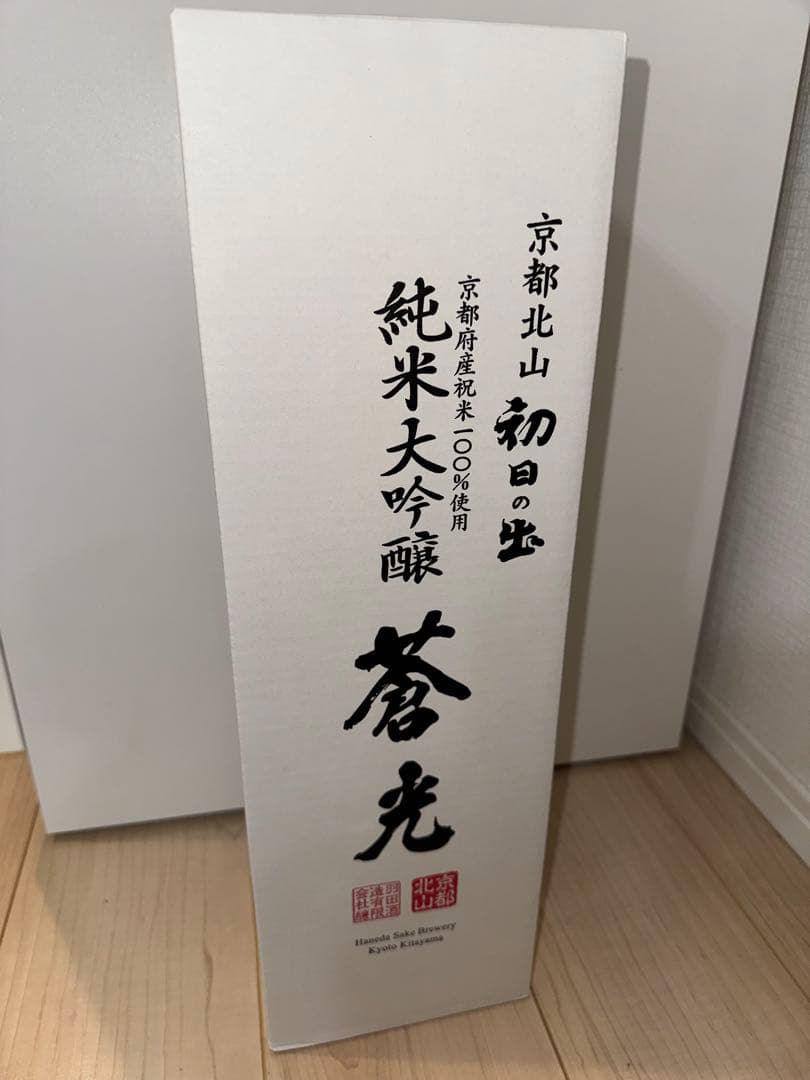 京都北山 初日の出
京都府産祝米一〇〇%使用
純米大吟醸 蒼光
京都
北山
羽田酒
造有限
会社醸
Haneda Sake Brewery
Kyoto Kitayama